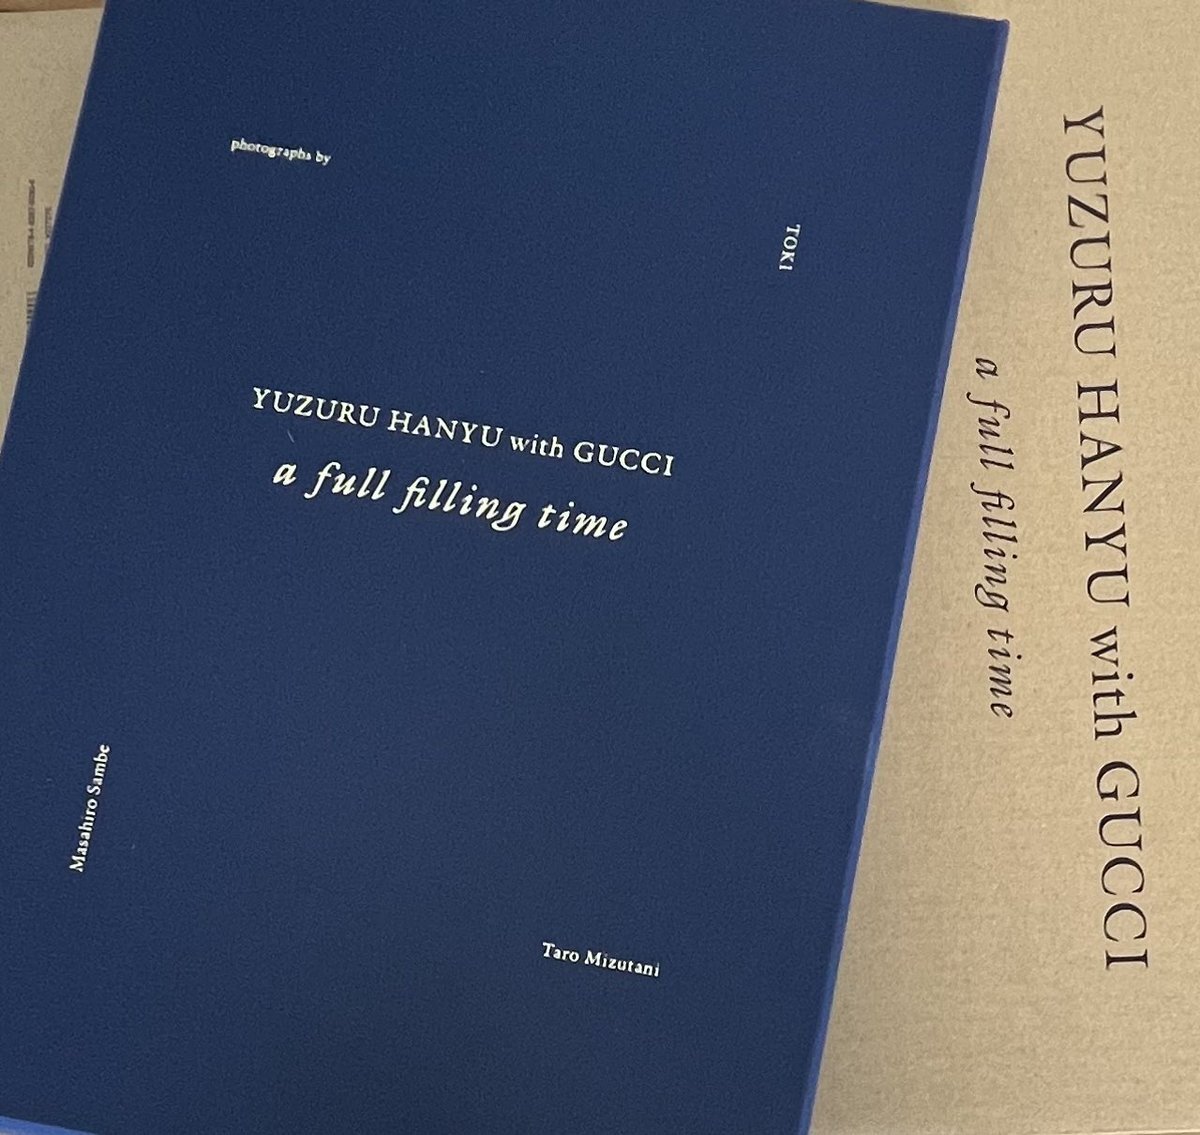 photographs by
TOKI
YUZURU HANYU with GUCCI
a full filling time
Masahiro Sambe
Taro Mizutani
YUZURU HANYU with GUCCI
a full filling time